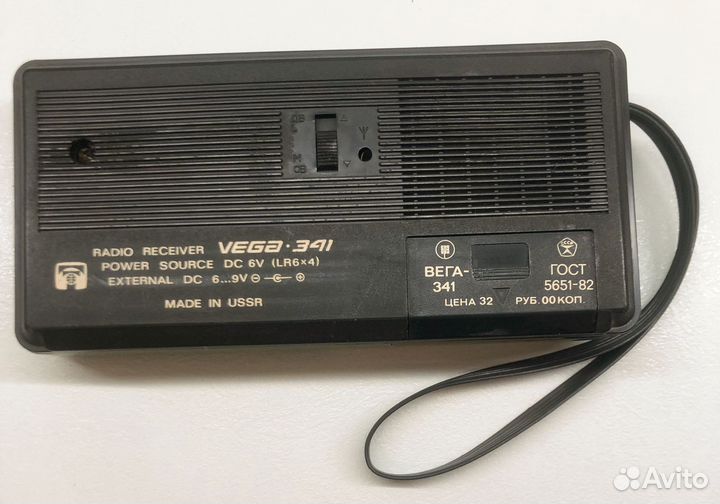 ДВ
СВ
RADIO RECEIVER VEGA·341
POWER SOURCE DC 6V (LR6×4)
EXTERNAL DC 6...9V ⊖ ⊕
MADE IN USSR
ВЕГА-
341
ГОСТ
5651-82
ЦЕНА 32 РУБ. 00 КОП.
Avito